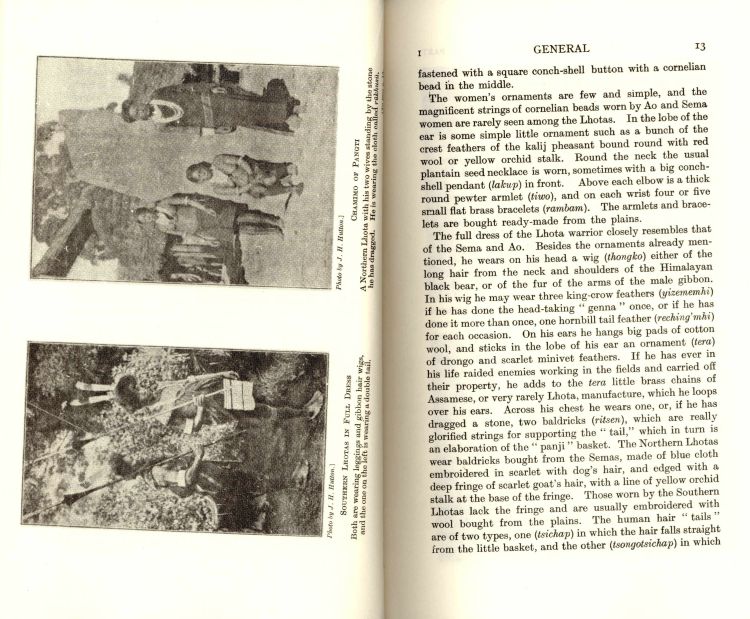 Photo by J. H. Hutton.]
CHAMIMO OF PANGTI
A Northern Lhota with his two wives standing by the stone
he has dragged. He is wearing the cloth called
Photo by J. H. Hutton.]
SOUTHERN LHOTAS IN FULL DRESS
Both are wearing leggings and gibbon hair wigs,
and the one on the left is wearing a double tail.
I GENERAL 13
fastened with a square conch-shell button with a cornelian
bead in the middle.
The women's ornaments are few and simple, and the
magnificent strings of cornelian beads worn by Ao and Sema
women are rarely seen among the Lhotas. In the lobe of the
ear is some simple little ornament such as a bunch of the
crest feathers of the kalij pheasant bound round with red
wool or yellow orchid stalk. Round the neck the usual
plantain seed necklace is worn, sometimes with a big conch-
shell pendant (lakup) in front. Above each elbow is a thick
round pewter armlet (tiwo), and on each wrist four or five
small flat brass bracelets (rambam). The armlets and brace-
lets are bought ready-made from the plains.
The full dress of the Lhota warrior closely resembles that
of the Sema and Ao. Besides the ornaments already men-
tioned, he wears on his head a wig (thongko) either of the
long hair from the neck and shoulders of the Himalayan
black bear, or of the fur of the arms of the male gibbon.
In his wig he may wear three king-crow feathers (yizememhi)
if he has done the head-taking " genna " once, or if he has
done it more than once, one hornbill tail feather (reching'mhi)
for each occasion. On his ears he hangs big pads of cotton
wool, and sticks in the lobe of his ear an ornament (tera)
of drongo and scarlet minivet feathers. If he has ever in
his life raided enemies working in the fields and carried off
their property, he adds to the tera little brass chains of
Assamese, or very rarely Lhota, manufacture, which he loops
over his ears. Across his chest he wears one, or, if he has
dragged a stone, two baldricks (ritsen), which are really
glorified strings for supporting the " tail," which in turn is
an elaboration of the " panji " basket. The Northern Lhotas
wear baldricks bought from the Semas, made of blue cloth
embroidered in scarlet with dog's hair, and edged with a
deep fringe of scarlet goat's hair, with a line of yellow orchid
stalk at the base of the fringe. Those worn by the Southern
Lhotas lack the fringe and are usually embroidered with
wool bought from the plains. The human hair " tails "
are of two types, one (tsichap) in which the hair falls straight
from the little basket, and the other (tsongotsichap) in which